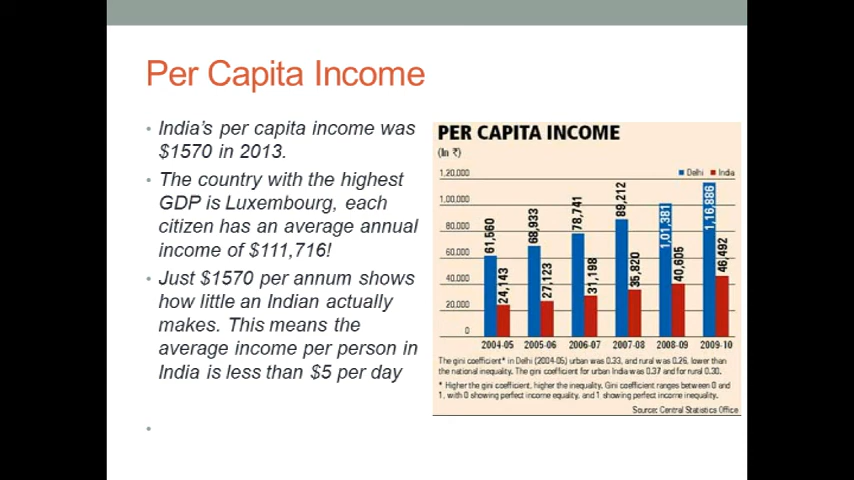 Per Capita Income
• India's per capita income was
$1570 in 2013.
• The country with the highest
GDP is Luxembourg, each
citizen has an average annual
income of $111,716!
• Just $1570 per annum shows
how little an Indian actually
makes. This means the
average income per person in
India is less than $5 per day
•
PER CAPITA INCOME
(In ₹)
Delhi India
1,20,000
1,00,000
80,000
60,000
40,000
20,000
0
61,560 24,143
68,933 27,123
78,741 31,198
89,212 35,820
1,01,381 40,605
1,16,886 46,492
2004-05 2005-06 2006-07 2007-08 2008-09 2009-10
The gini coefficient* in Delhi (2004-05) urban was 0.33, and rural was 0.26, lower than
the national inequality. The gini coefficient for urban India was 0.37 and for rural 0.30.
* Higher the gini coefficient, higher the inequality. Gini coefficient ranges between 0 and
1, with 0 showing perfect income equality, and 1 showing perfect income inequality.
Source: Central Statistics Office